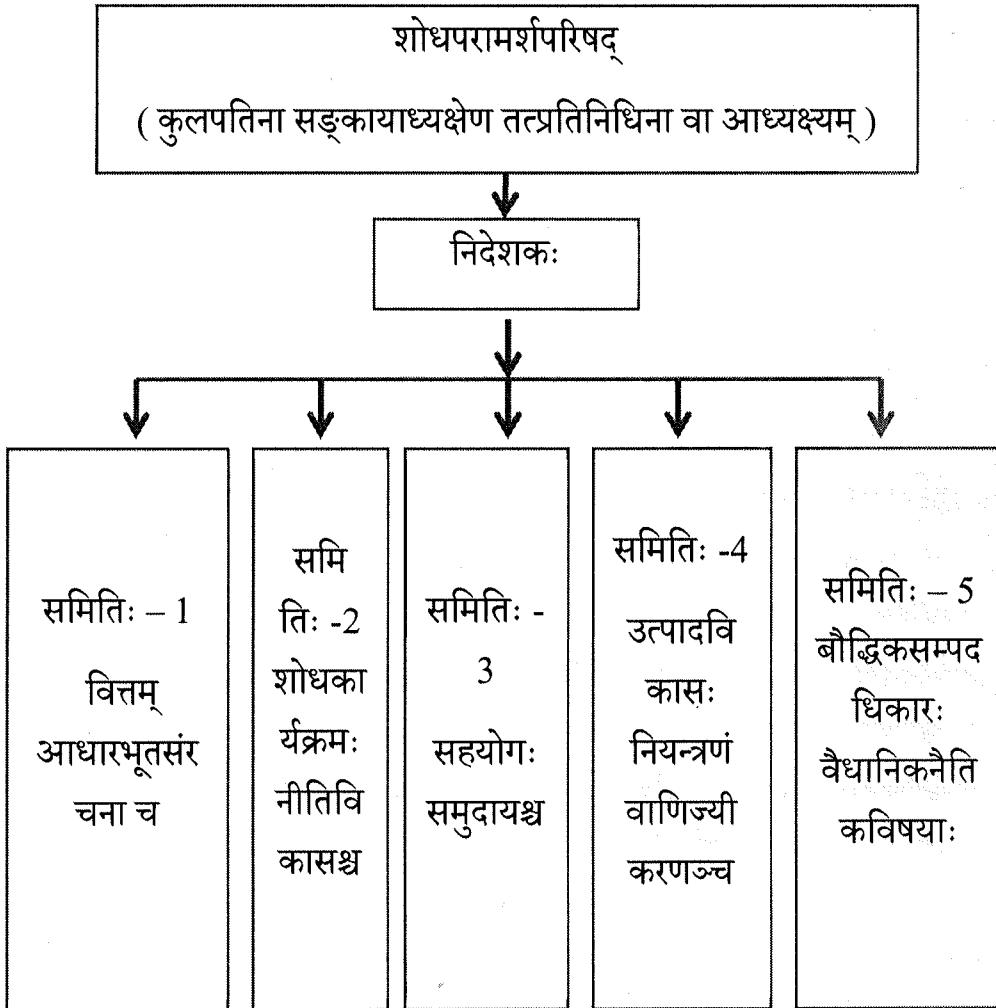 शोधपरामर्शपरिषद्
( कुलपतिना सङ्कायाध्यक्षेण तत्प्रतिनिधिना वा आध्यक्ष्यम् )
निदेशकः
समितिः – 1
वित्तम्
आधारभूतसंर
चना च
समि
तिः -2
शोधका
र्यक्रमः
नीतिवि
कासश्च
समितिः -
3
सहयोगः
समुदायश्च
समितिः -4
उत्पादवि
कासः
नियन्त्रणं
वाणिज्यी
करणञ्च
समितिः – 5
बौद्धिकसम्पद
धिकारः
वैधानिकनैति
कविषयाः